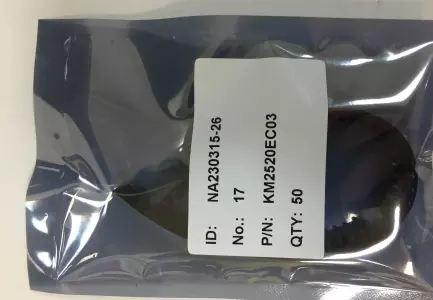 ID: NA230315-26
No.: 17
P/N: KM2520EC03
QTY: 50